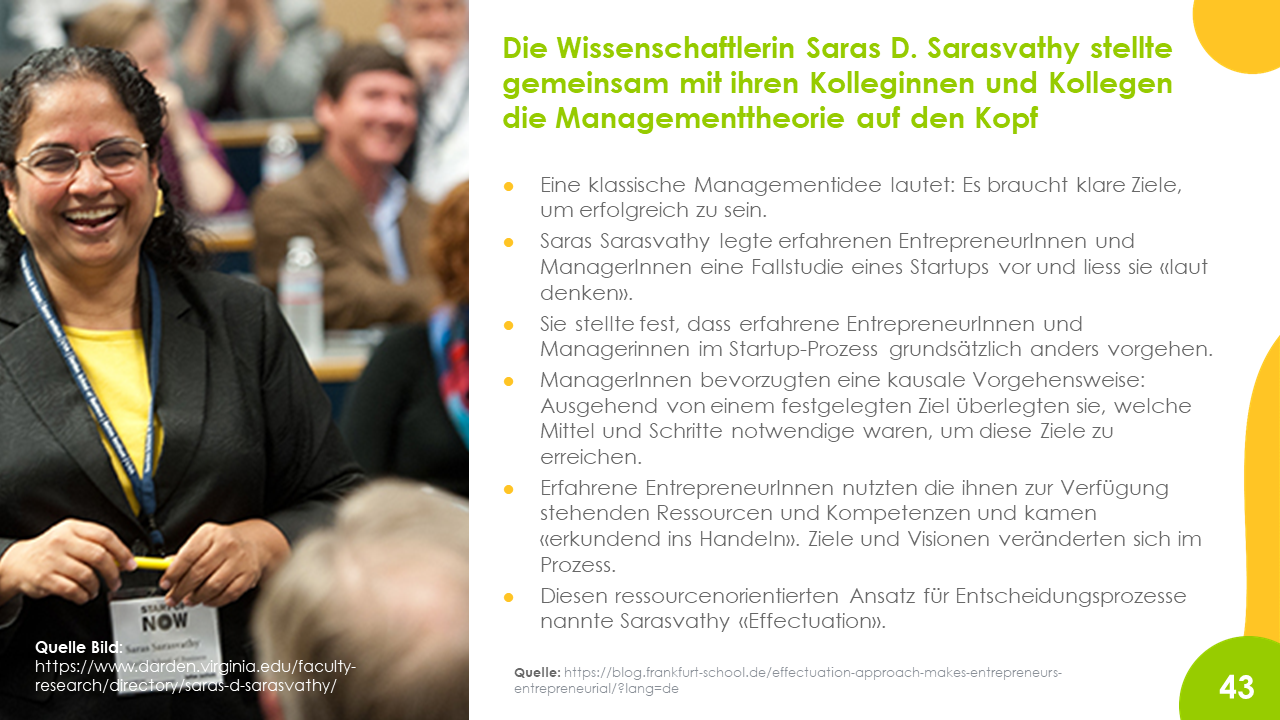 Die Wissenschaftlerin Saras D. Sarasvathy stellte
gemeinsam mit ihren Kolleginnen und Kollegen
die Managementtheorie auf den Kopf
● Eine klassische Managementidee lautet: Es braucht klare Ziele,
um erfolgreich zu sein.
● Saras Sarasvathy legte erfahrenen EntrepreneurInnen und
ManagerInnen eine Fallstudie eines Startups vor und liess sie «laut
denken».
● Sie stellte fest, dass erfahrene EntrepreneurInnen und
Managerinnen im Startup-Prozess grundsätzlich anders vorgehen.
● ManagerInnen bevorzugten eine kausale Vorgehensweise:
Ausgehend von einem festgelegten Ziel überlegten sie, welche
Mittel und Schritte notwendige waren, um diese Ziele zu
erreichen.
● Erfahrene EntrepreneurInnen nutzten die ihnen zur Verfügung
stehenden Ressourcen und Kompetenzen und kamen
«erkundend ins Handeln». Ziele und Visionen veränderten sich im
Prozess.
● Diesen ressourcenorientierten Ansatz für Entscheidungsprozesse
nannte Sarasvathy «Effectuation».
NOW
Saras Sarasvathy
Quelle Bild:
https://www.darden.virginia.edu/faculty-
research/directory/saras-d-sarasvathy/
Quelle: https://blog.frankfurt-school.de/effectuation-approach-makes-entrepreneurs-
entrepreneurial/?lang=de
43